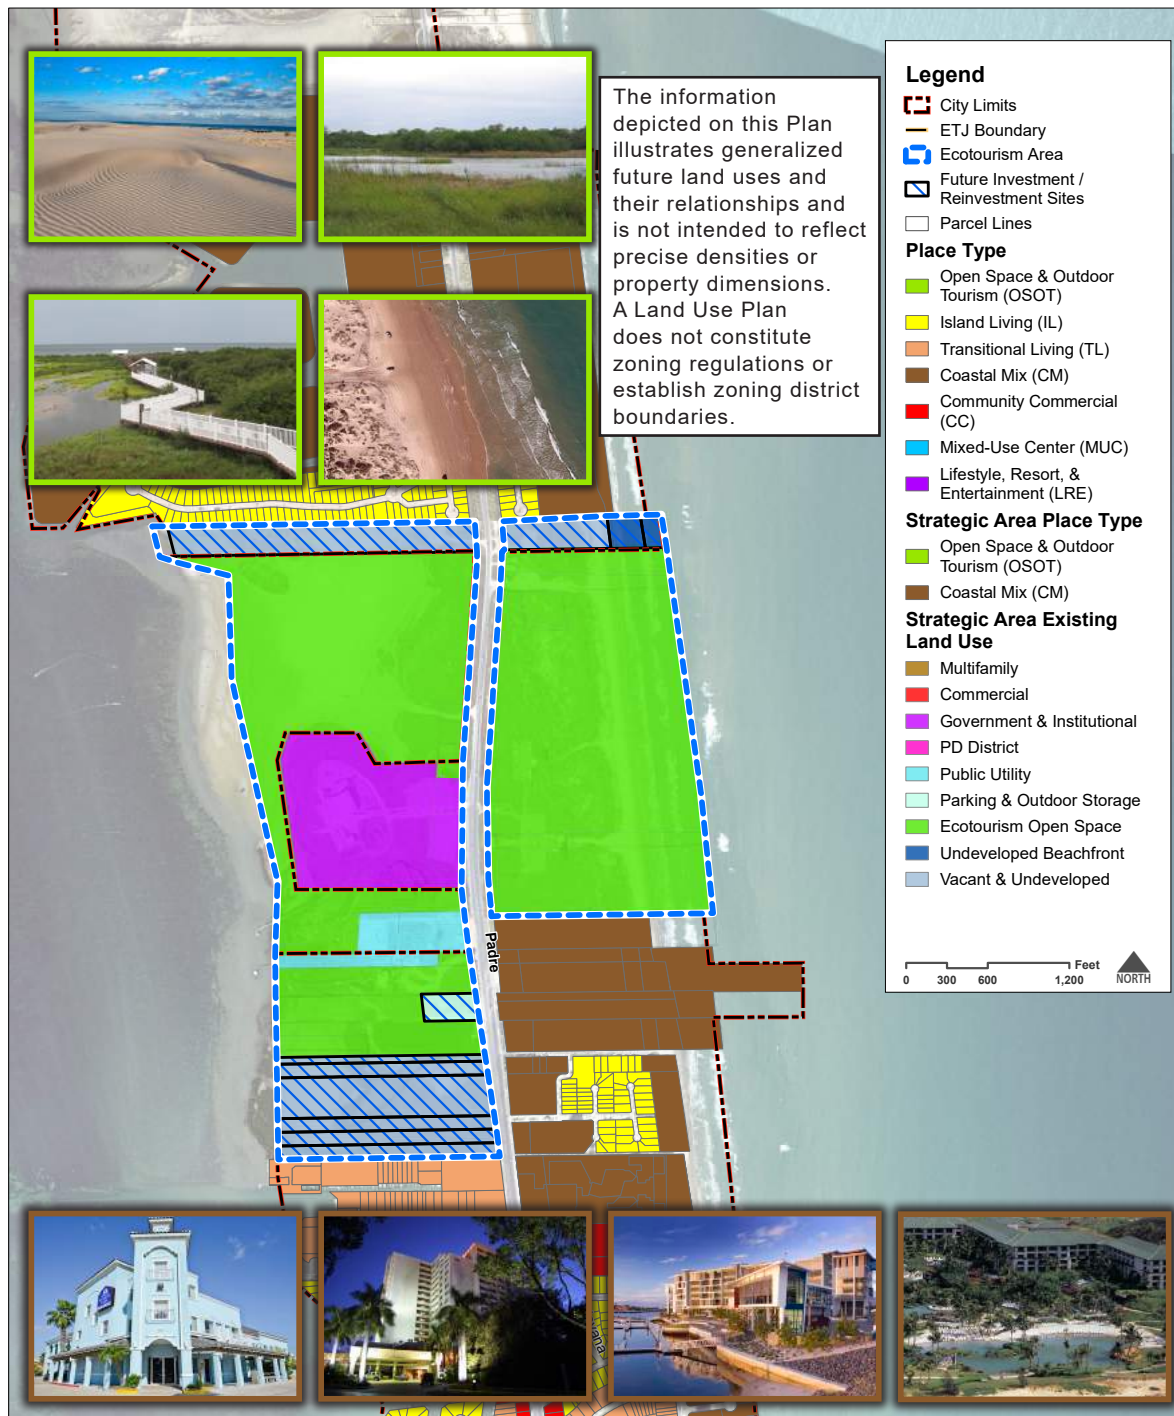 The information
depicted on this Plan
illustrates generalized
future land uses and
their relationships and
is not intended to reflect
precise densities or
property dimensions.
A Land Use Plan
does not constitute
zoning regulations or
establish zoning district
boundaries.
Legend
City Limits
ETJ Boundary
Ecotourism Area
Future Investment /
Reinvestment Sites
Parcel Lines
Place Type
Open Space & Outdoor
Tourism (OSOT)
Island Living (IL)
Transitional Living (TL)
Coastal Mix (CM)
Community Commercial
(CC)
Mixed-Use Center (MUC)
Lifestyle, Resort, &
Entertainment (LRE)
Strategic Area Place Type
Open Space & Outdoor
Tourism (OSOT)
Coastal Mix (CM)
Strategic Area Existing
Land Use
Multifamily
Commercial
Government & Institutional
PD District
Public Utility
Parking & Outdoor Storage
Ecotourism Open Space
Undeveloped Beachfront
Vacant & Undeveloped
Feet
0 300 600 1,200
NORTH
Padre